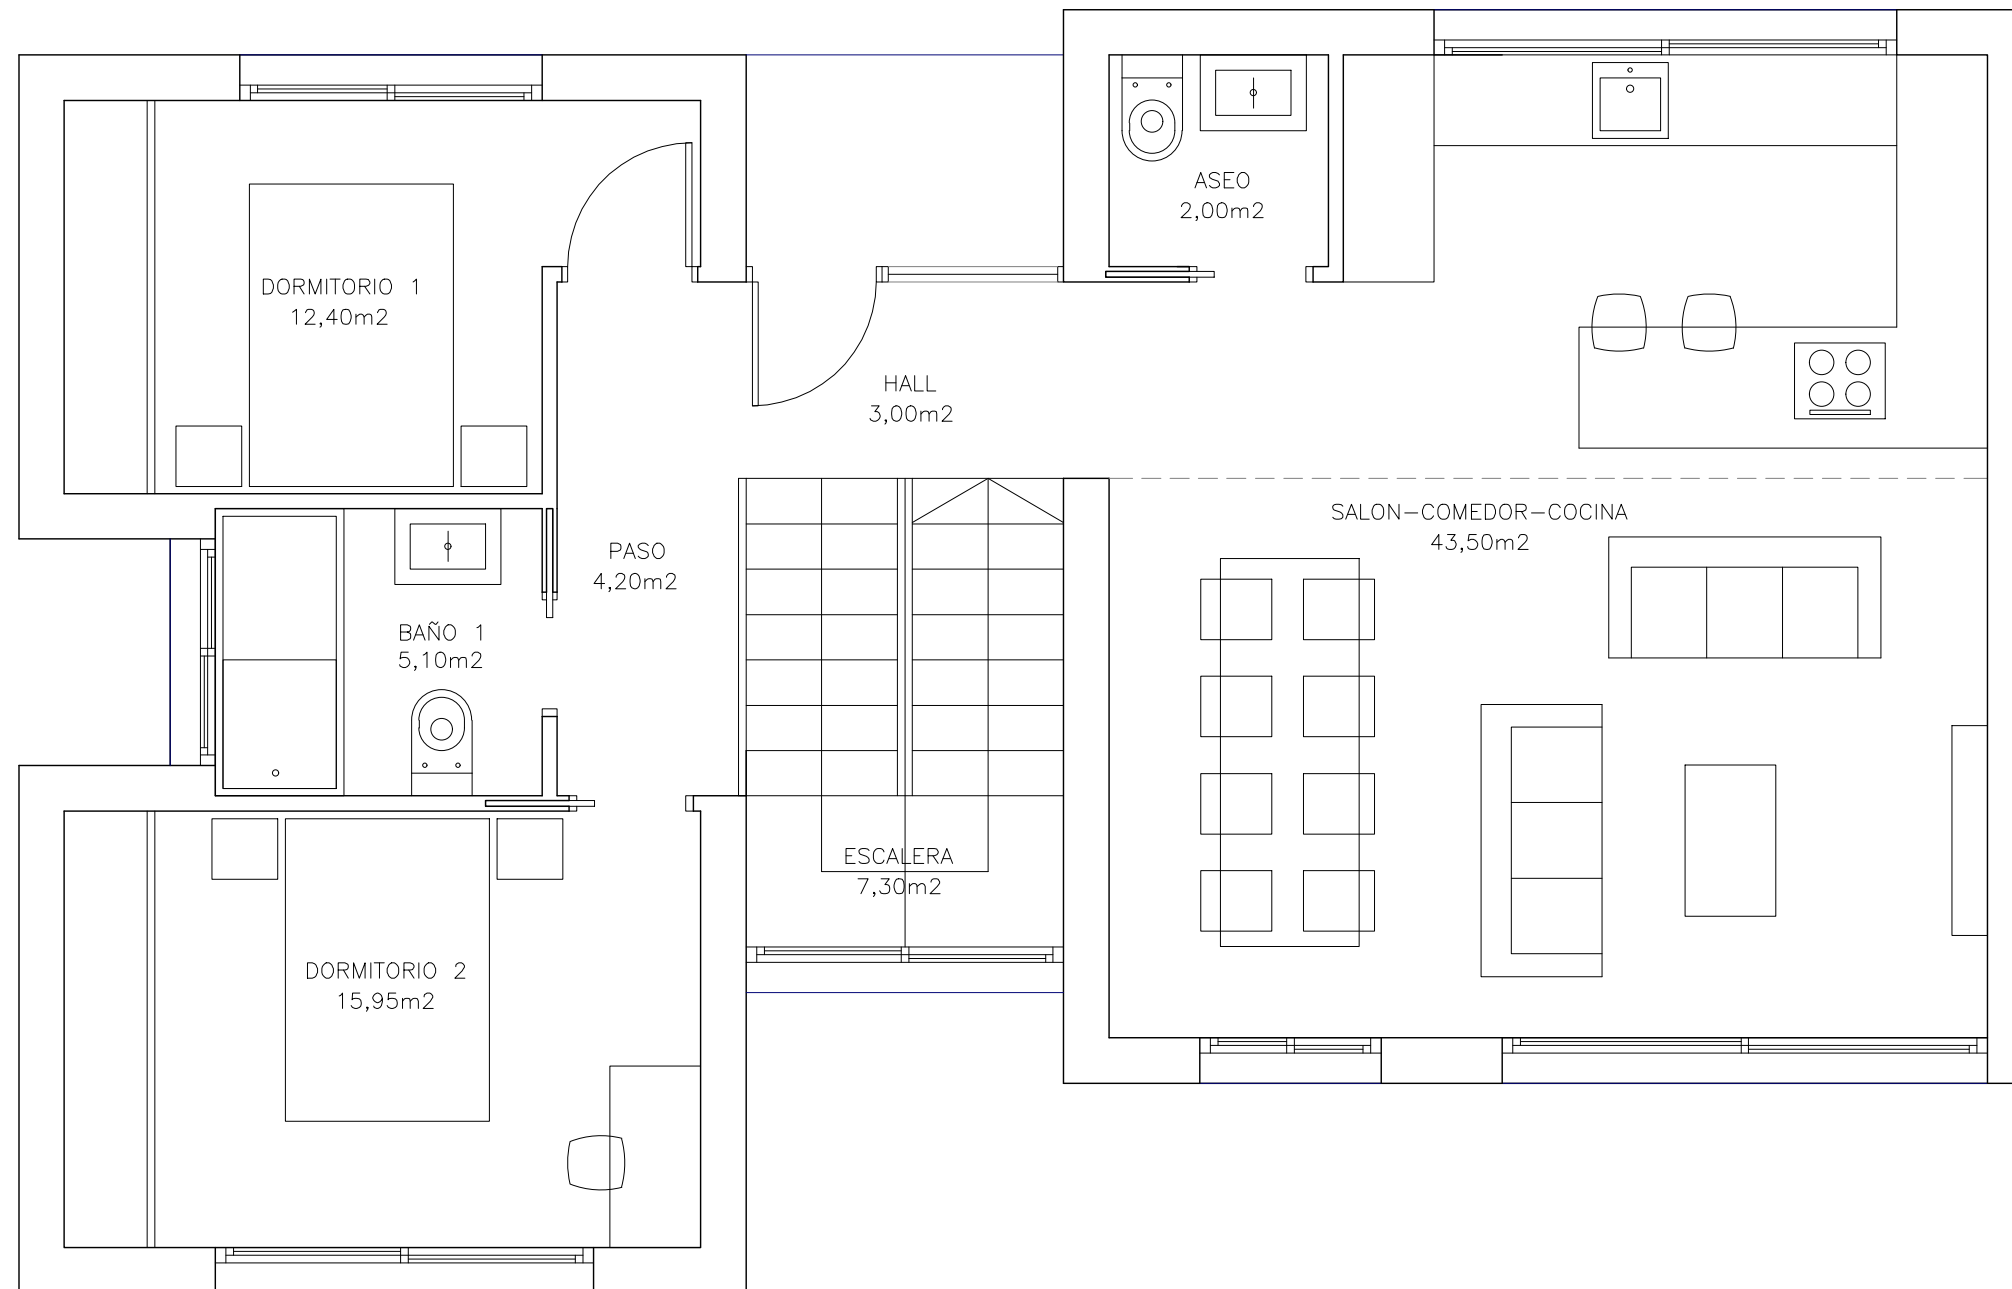 ASEO
2,00m2
DORMITORIO 1
12,40m2
HALL
3,00m2
SALON-COMEDOR-COCINA
43,50m2
PASO
4,20m2
BAÑO 1
5,10m2
ESCALERA
7,30m2
DORMITORIO 2
15,95m2